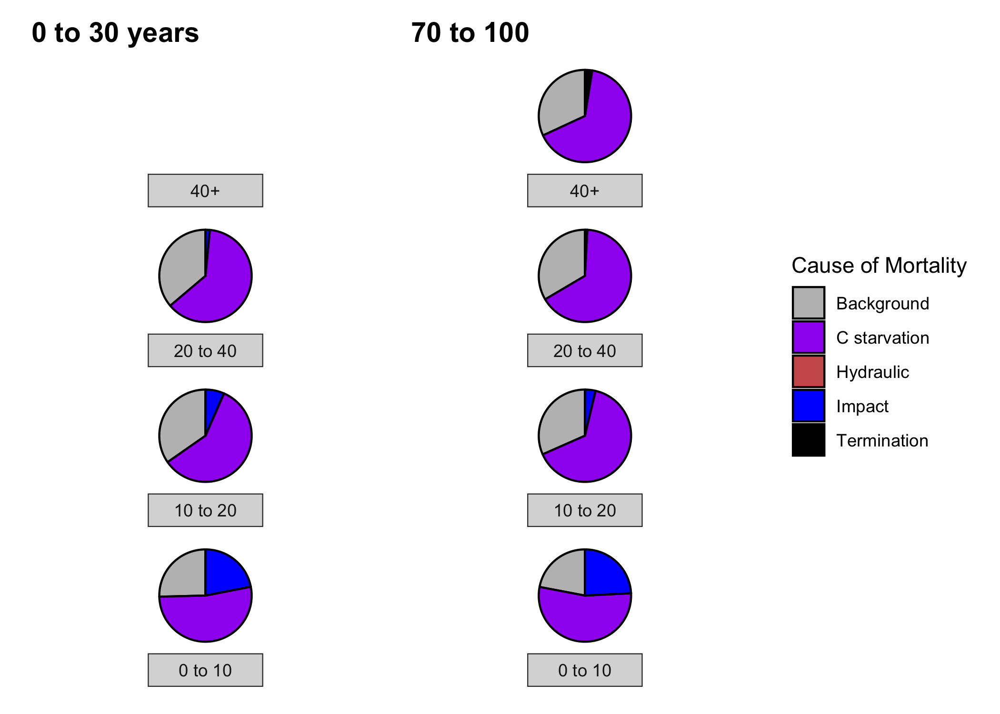 0 to 30 years
40+
20 to 40
10 to 20
0 to 10
70 to 100
40+
20 to 40
10 to 20
0 to 10
Cause of Mortality
Background
C starvation
Hydraulic
Impact
Termination